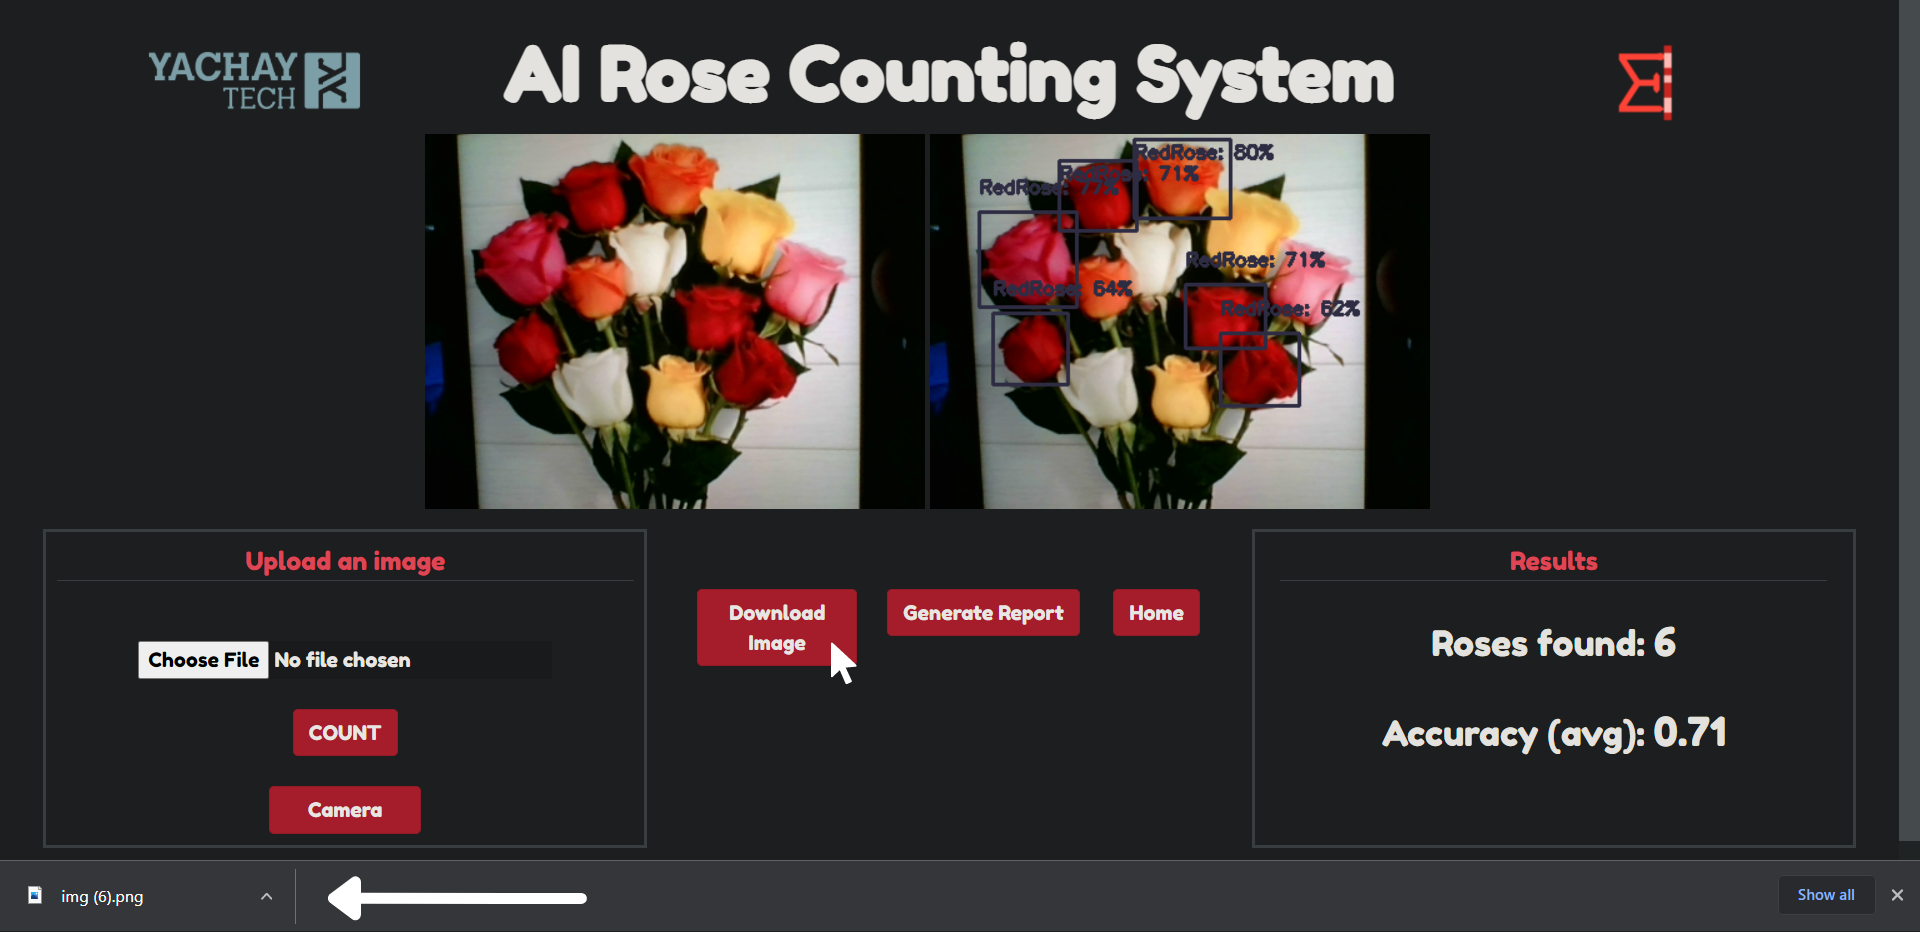 YACHAY
TECH
AI Rose Counting System
RedRose: 80%
RedRose: 71%
RedRose: 77%
RedRose: 71%
RedRose: 64%
RedRose: 62%
Upload an image
Choose File No file chosen
COUNT
Camera
Download
Image
Generate Report
Home
Results
Roses found: 6
Accuracy (avg): 0.71
img (6).png
Show all